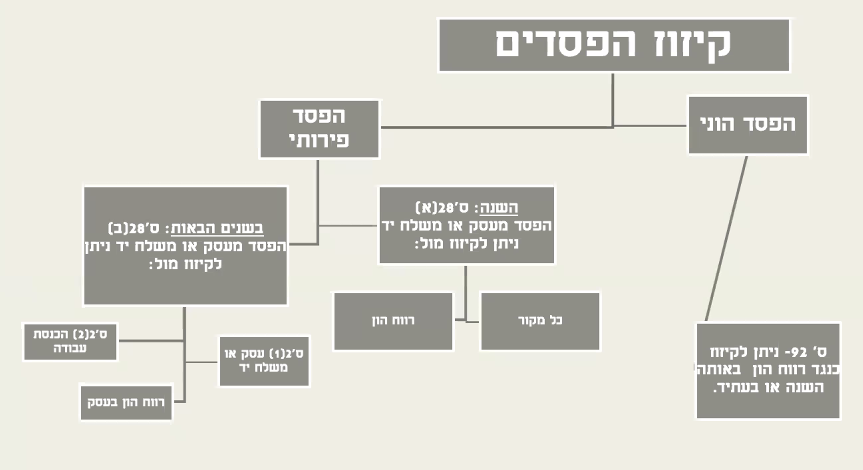 קיזוז הפסדים
הפסד הוני
הפסד
פירותי
השנה: ס'28(א)
הפסד מעסק או משלח יד
ניתן לקיזוז מול:
בשנים הבאות: ס'28(ב)
הפסד מעסק או משלח יד ניתן
לקיזוז מול:
כל מקור
רווח הון
ס' 92- ניתן לקיזוז
כנגד רווח הון באותה
השנה או בעתיד.
ס'2(1) עסק או
משלח יד
ס'2(2) הכנסת
עבודה
רווח הון בעסק